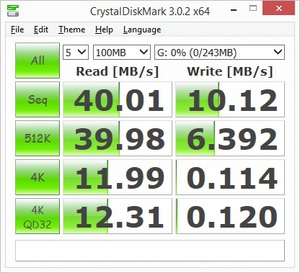 CrystalDiskMark 3.0.2 x64
File Edit Theme Help Language
All 5 100MB G: 0% (0/243MB)
Read [MB/s] Write [MB/s]
Seq 40.01 10.12
512K 39.98 6.392
4K 11.99 0.114
4K
QD32 12.31 0.120